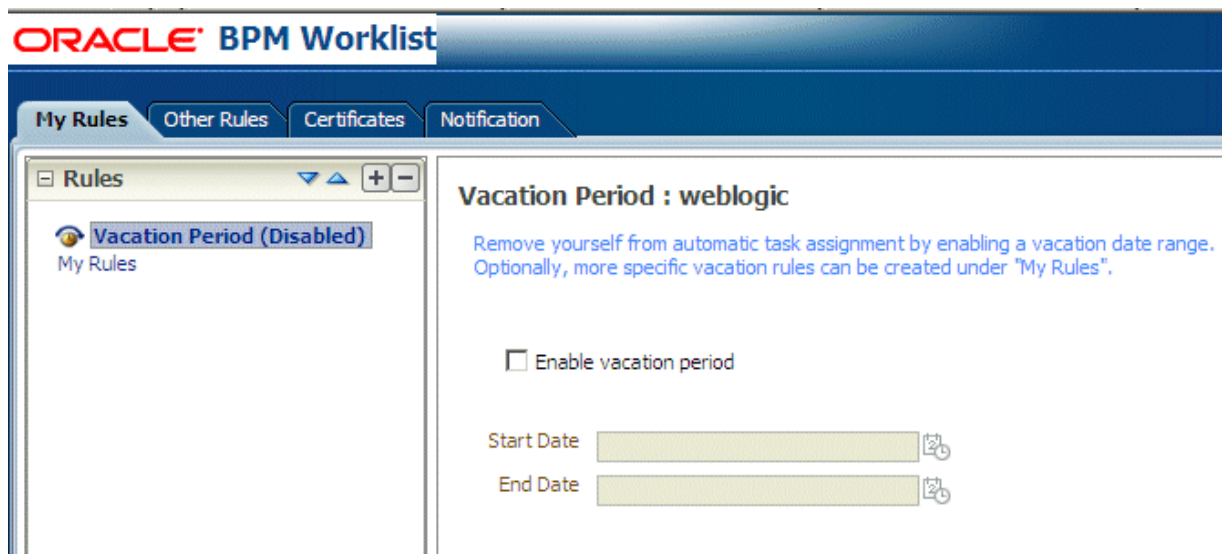 ORACLE BPM Worklist
My Rules Other Rules Certificates Notification
Rules
Vacation Period (Disabled)
My Rules
Vacation Period : weblogic
Remove yourself from automatic task assignment by enabling a vacation date range.
Optionally, more specific vacation rules can be created under "My Rules".
Enable vacation period
Start Date
End Date